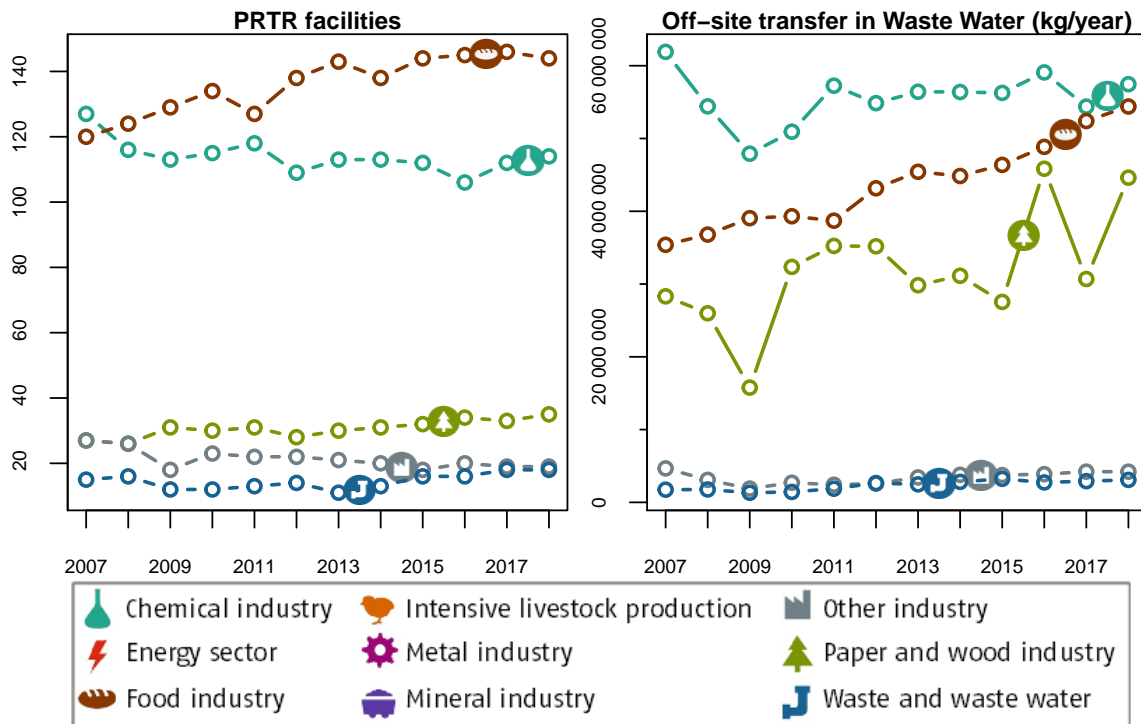 PRTR facilities
Off−site transfer in Waste Water (kg/year)
140
120
100
80
60
40
20
60 000 000
40 000 000
20 000 000
0
2007 2009 2011 2013 2015 2017
2007 2009 2011 2013 2015 2017
Chemical industry Intensive livestock production Other industry
Energy sector Metal industry Paper and wood industry
Food industry Mineral industry Waste and waste water